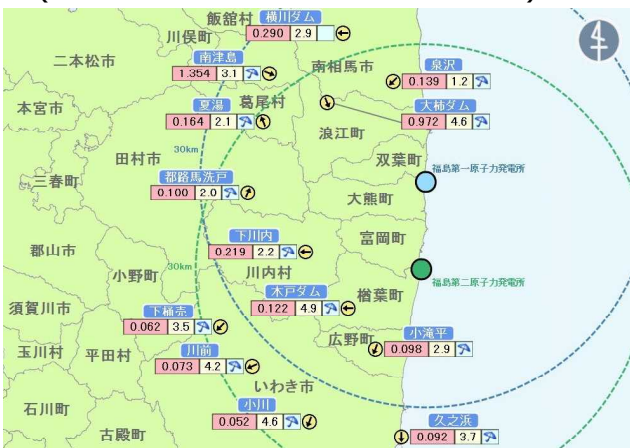 飯舘村
横川ダム
0.290 2.9
川俣町
二本松市
南津島
1.354 3.1
南相馬市
泉沢
0.139 1.2
本宮市
夏湯
0.164 2.1
葛尾村
大柿ダム
0.972 4.6
浪江町
30km
田村市
双葉町
福島第一原子力発電所
三春町
都路馬洗戸
0.100 2.0
大熊町
郡山市
下川内
0.219 2.2
富岡町
30km
小野町
川内村
福島第二原子力発電所
木戸ダム
0.122 4.9
楢葉町
須賀川市
下桶売
0.062 3.5
小滝平
0.098 2.9
広野町
玉川村
平田村
川前
0.073 4.2
いわき市
石川町
小川
0.052 4.6
古殿町
久之浜
0.092 3.7